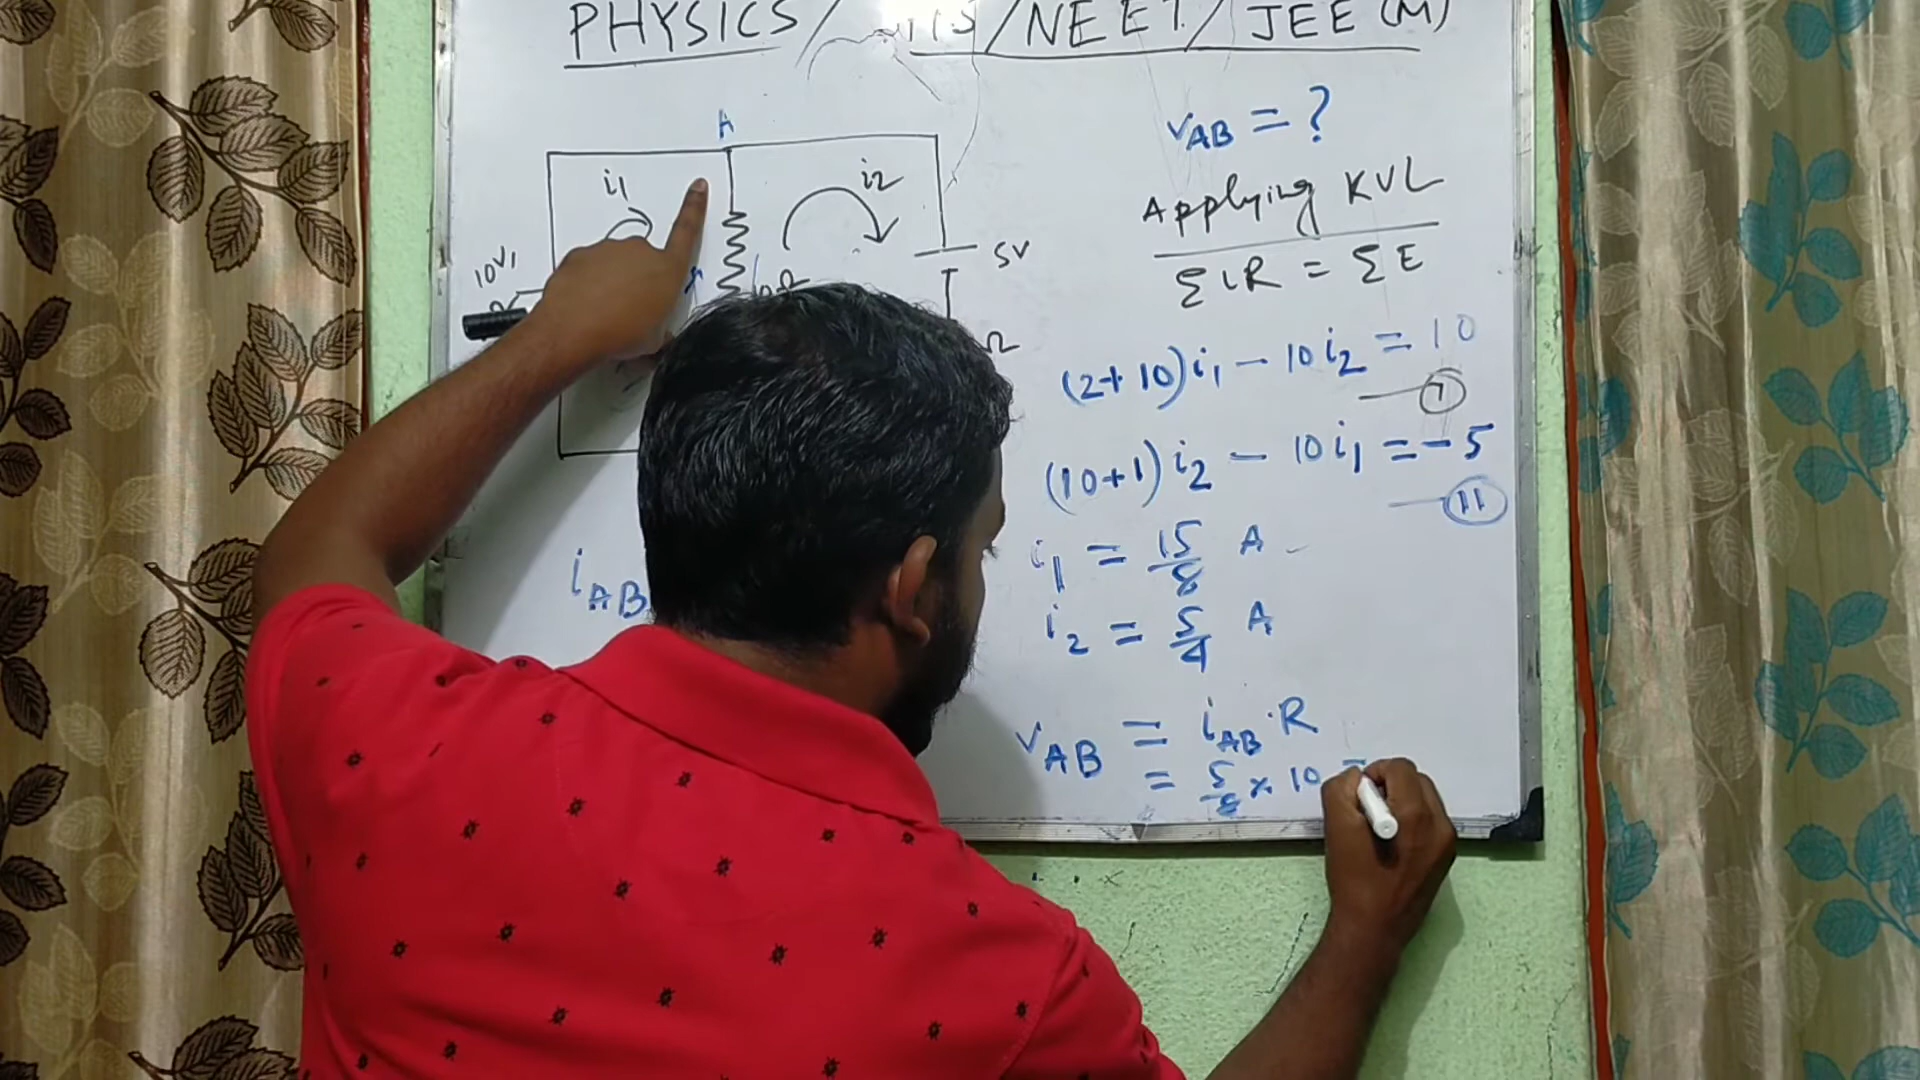 PHYSICS / /NEET/ JEE (M)
A
i1
i2
10V,
5V
Ω
iAB
VAB = ?
Applying KVL
ΣiR = ΣE
(2+10)i1 - 10i2 = 10
I
(10+1)i2 - 10i1 = -5
II
i1 = 15/8 A
i2 = 5/4 A
VAB = iAB.R
= 5/8 × 10 =